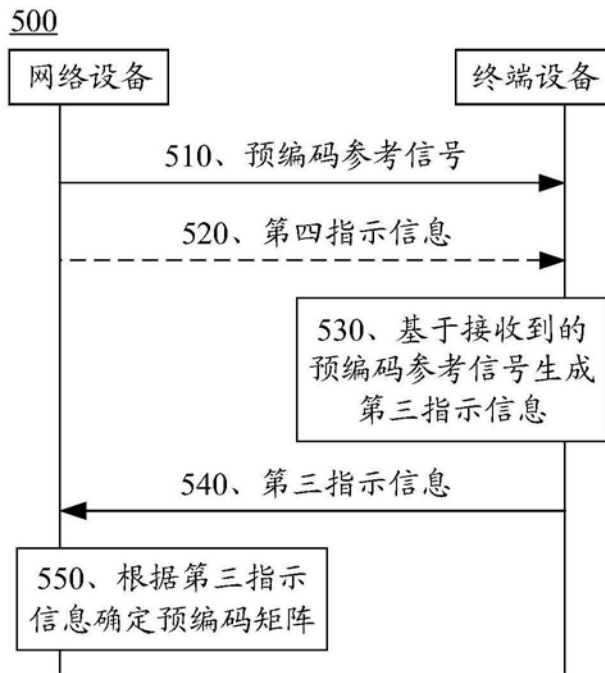 500
网络设备
终端设备
510、预编码参考信号
520、第四指示信息
530、基于接收到的
预编码参考信号生成
第三指示信息
540、第三指示信息
550、根据第三指示
信息确定预编码矩阵